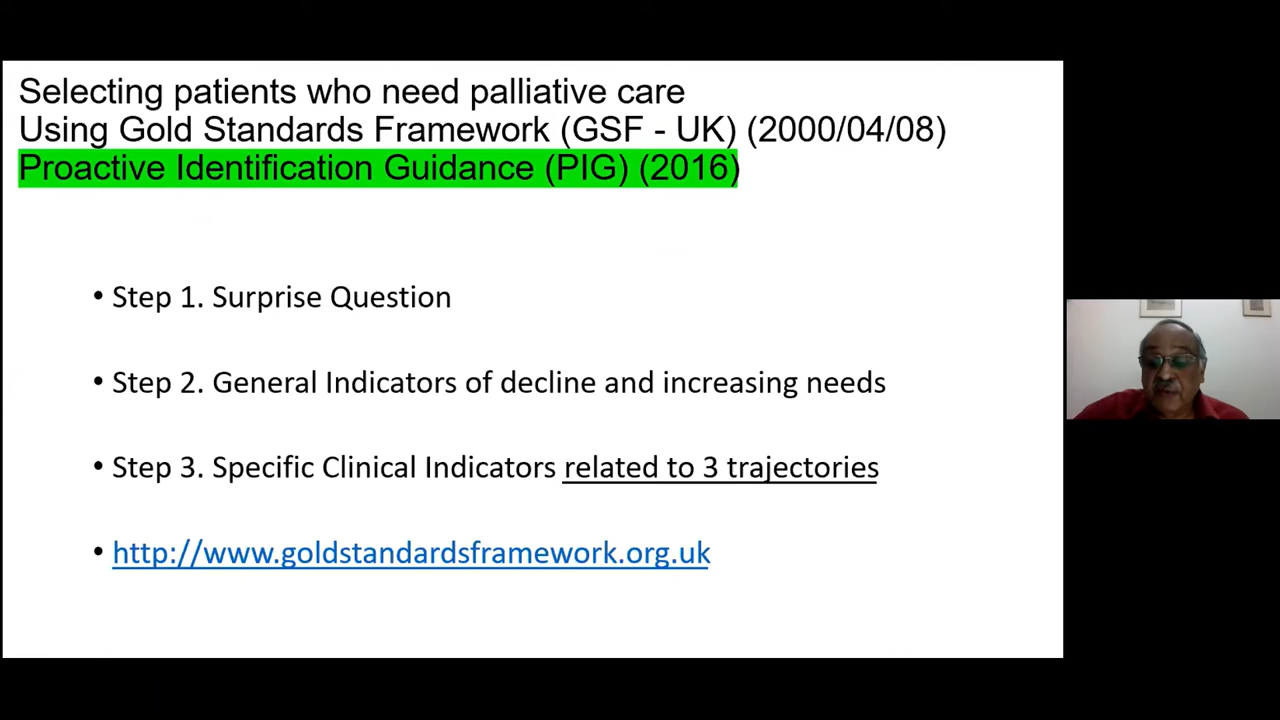 Selecting patients who need palliative care
Using Gold Standards Framework (GSF - UK) (2000/04/08)
Proactive Identification Guidance (PIG) (2016)
• Step 1. Surprise Question
• Step 2. General Indicators of decline and increasing needs
• Step 3. Specific Clinical Indicators related to 3 trajectories
• http://www.goldstandardsframework.org.uk